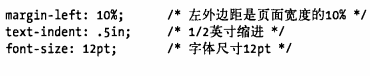 margin-left: 10%; /* 左外边距是页面宽度的10% */
text-indent: .5in; /* 1/2英寸缩进 */
font-size: 12pt; /* 字体尺寸12pt */